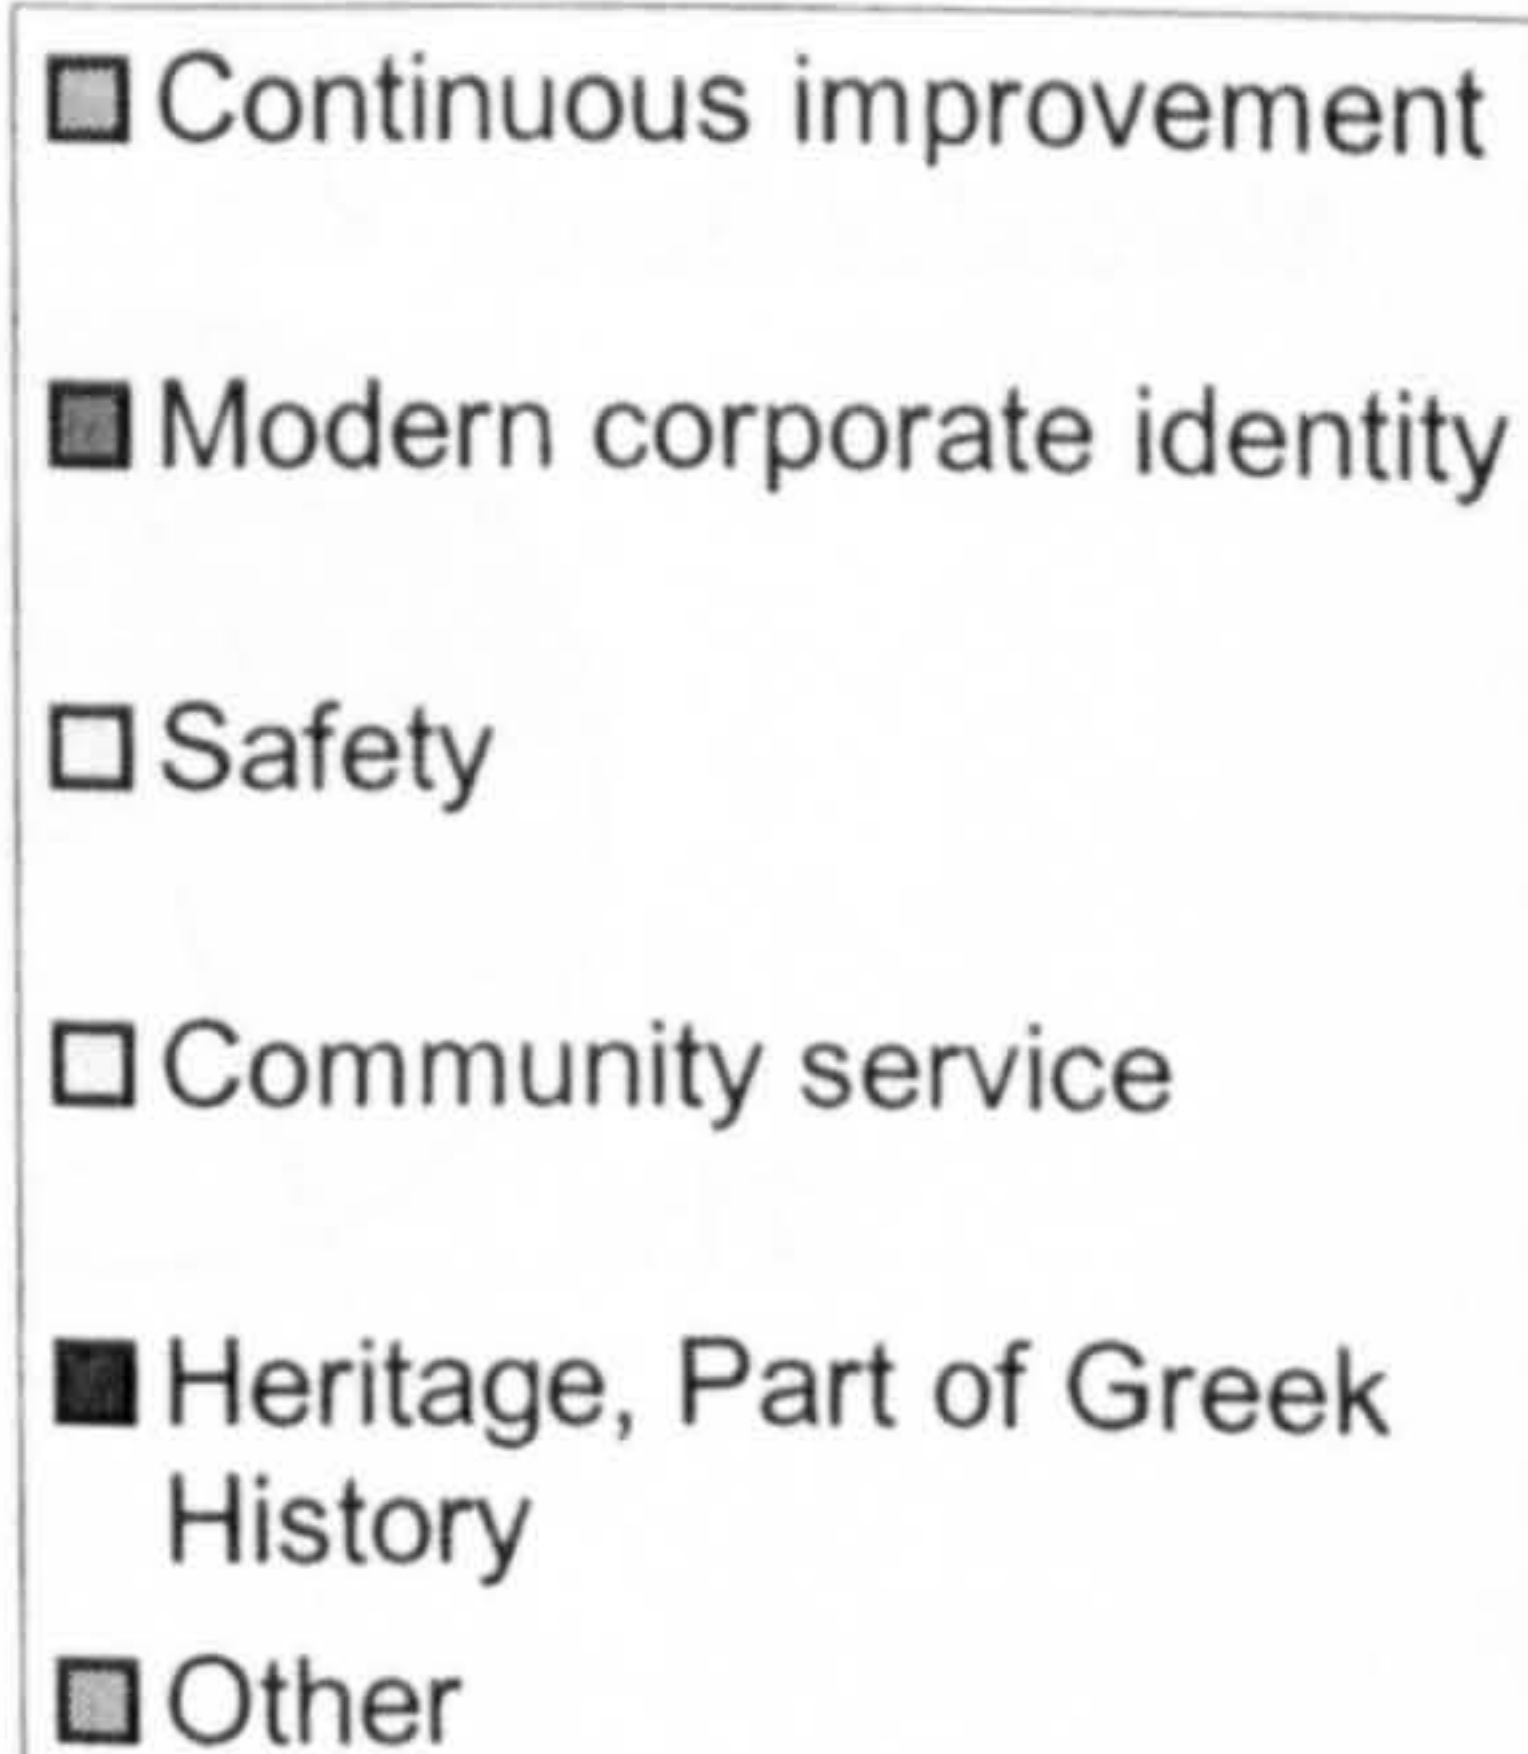 Continuous improvement
Modern corporate identity
Safety
Community service
Heritage, Part of Greek
History
Other